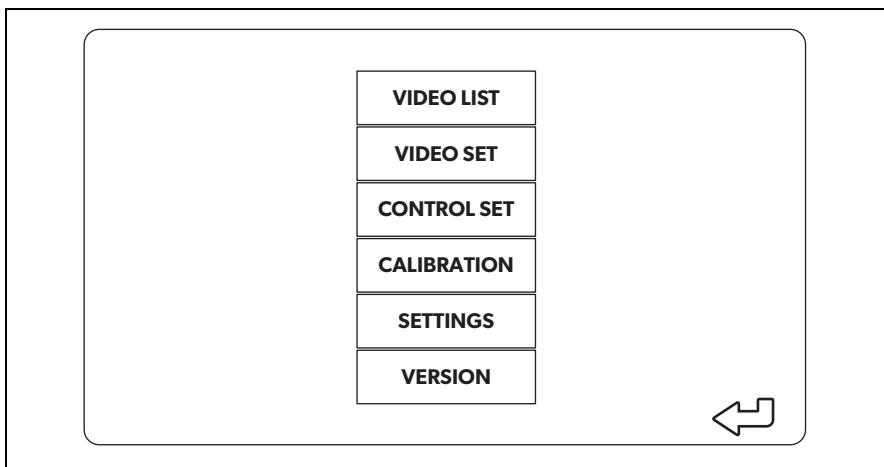 VIDEO LIST
VIDEO SET
CONTROL SET
CALIBRATION
SETTINGS
VERSION